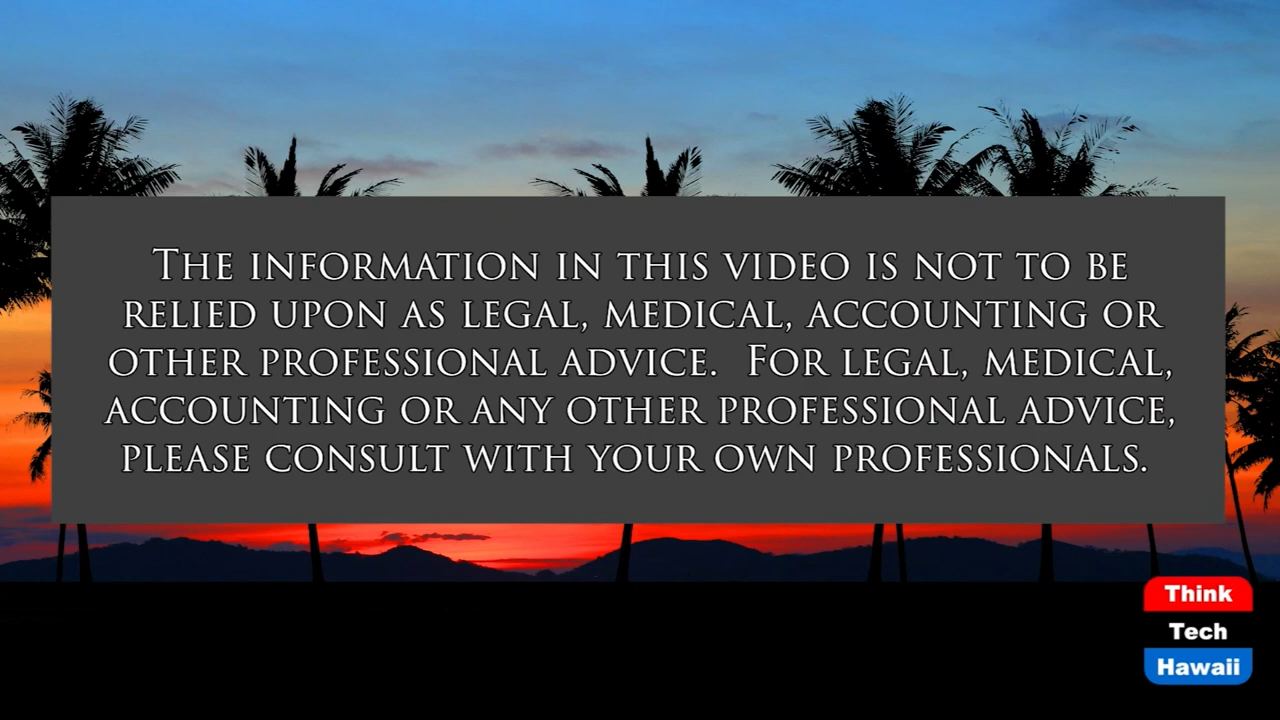 The information in this video is not to be
relied upon as legal, medical, accounting or
other professional advice.  For legal, medical,
accounting or any other professional advice,
please consult with your own professionals.
Think
Tech
Hawaii